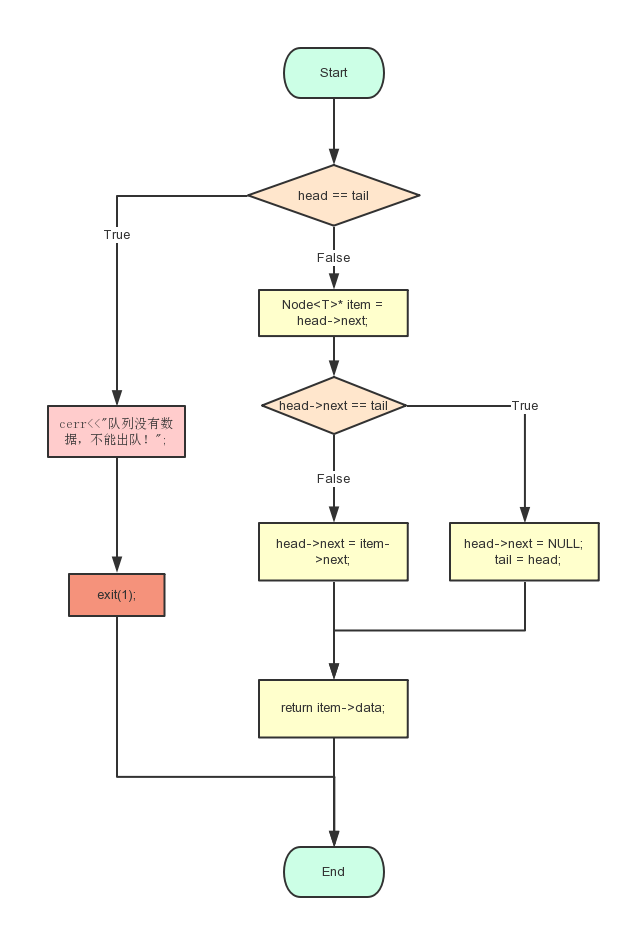 Start
head == tail
True
False
Node<T>* item =
head->next;
head->next == tail
True
cerr<<"队列没有数
据，不能出队！";
False
head->next = item-
>next;
head->next = NULL;
tail = head;
exit(1);
return item->data;
End